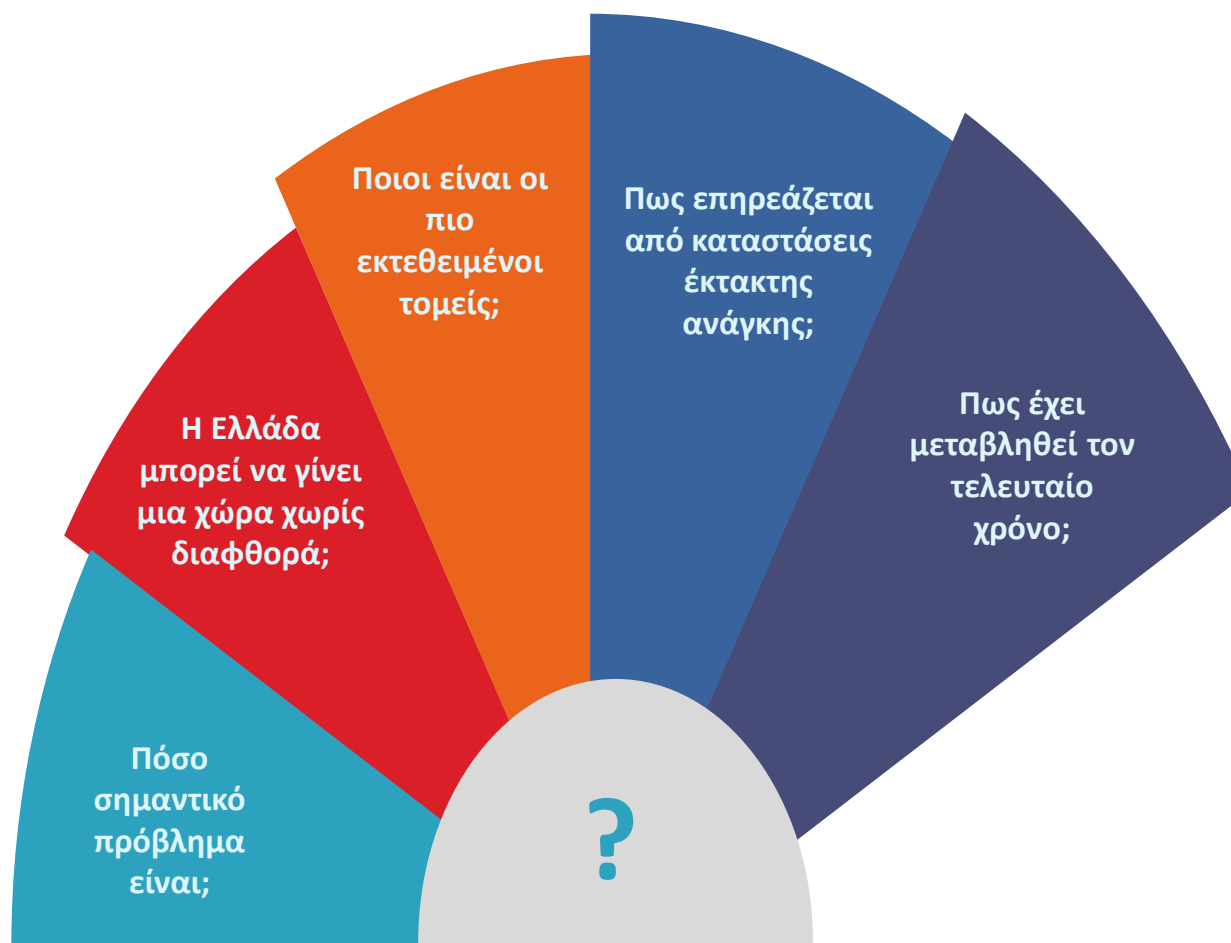 Πόσο
σημαντικό
πρόβλημα
είναι;
Η Ελλάδα
μπορεί να γίνει
μια χώρα χωρίς
διαφθορά;
Ποιοι είναι οι
πιο
εκτεθειμένοι
τομείς;
Πως επηρεάζεται
από καταστάσεις
έκτακτης
ανάγκης;
Πως έχει
μεταβληθεί τον
τελευταίο
χρόνο;
?